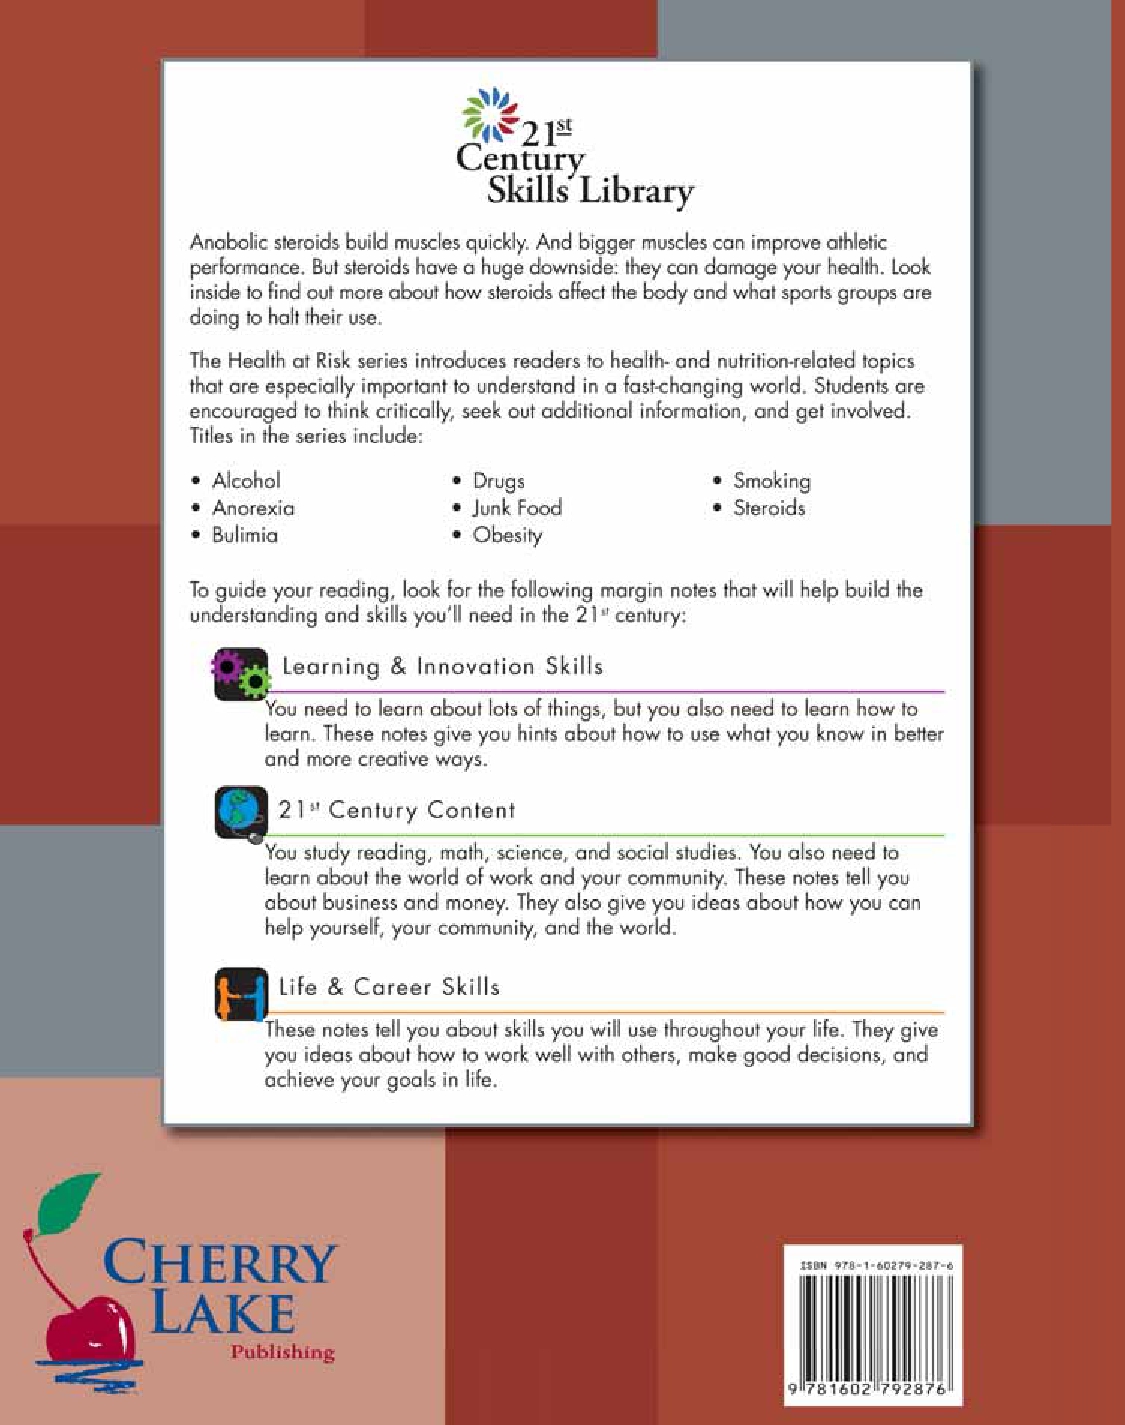 21st
Century
Skills Library
Anabolic steroids build muscles quickly. And bigger muscles can improve athletic
performance. But steroids have a huge downside: they can damage your health. Look
inside to find out more about how steroids affect the body and what sports groups are
doing to halt their use.
The Health at Risk series introduces readers to health- and nutrition-related topics
that are especially important to understand in a fast-changing world. Students are
encouraged to think critically, seek out additional information, and get involved.
Titles in the series include:
• Alcohol
• Anorexia
• Bulimia
• Drugs
• Junk Food
• Obesity
• Smoking
• Steroids
To guide your reading, look for the following margin notes that will help build the
understanding and skills you'll need in the 21st century:
Learning & Innovation Skills
You need to learn about lots of things, but you also need to learn how to
learn. These notes give you hints about how to use what you know in better
and more creative ways.
21st Century Content
You study reading, math, science, and social studies. You also need to
learn about the world of work and your community. These notes tell you
about business and money. They also give you ideas about how you can
help yourself, your community, and the world.
Life & Career Skills
These notes tell you about skills you will use throughout your life. They give
you ideas about how to work well with others, make good decisions, and
achieve your goals in life.
CHERRY
LAKE
Publishing
ISBN 978-1-60279-287-6
9 781602 792876